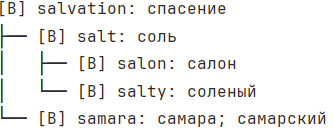 [B] salvation: спасение
├── [B] salt: соль
│   ├── [B] salon: салон
│   └── [B] salty: соленый
└── [B] samara: самара; самарский